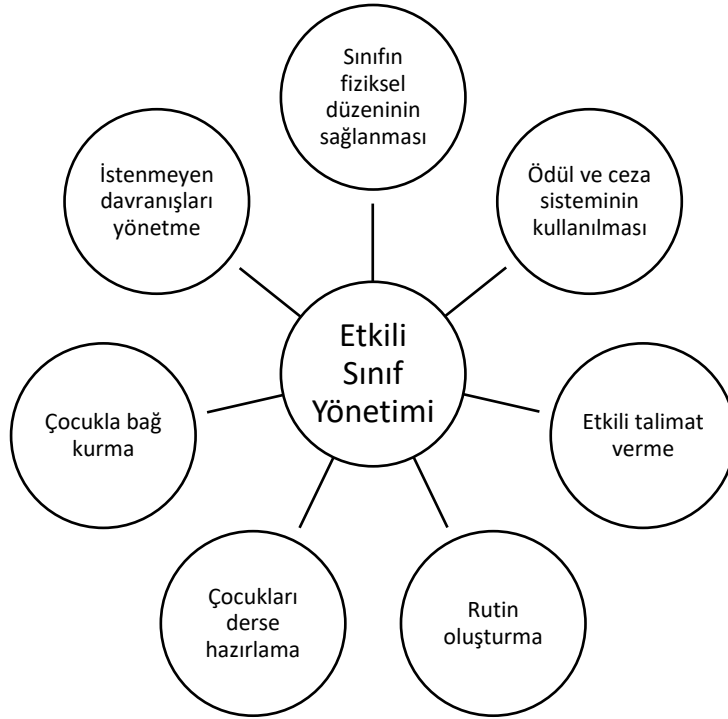 Sınıfın
fiziksel
düzeninin
sağlanması
Ödül ve ceza
sisteminin
kullanılması
Etkili talimat
verme
Rutin
oluşturma
Çocukları
derse
hazırlama
Çocukla bağ
kurma
İstenmeyen
davranışları
yönetme
Etkili
Sınıf
Yönetimi